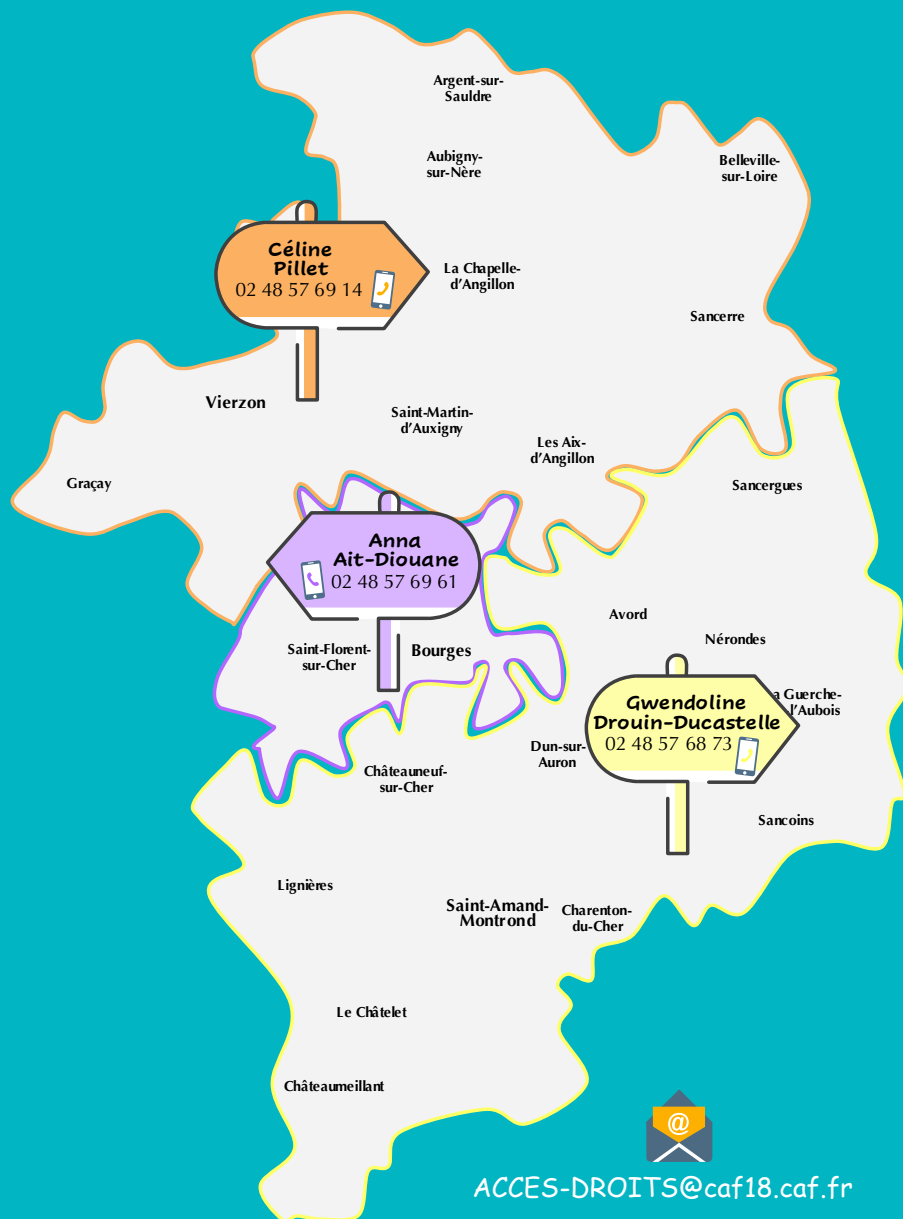 Argent-sur-
Sauldre
Aubigny-
sur-Nère
Belleville-
sur-Loire
Céline
Pillet
02 48 57 69 14
La Chapelle-
d'Angillon
Sancerre
Vierzon
Saint-Martin-
d'Auxigny
Les Aix-
d'Angillon
Graçay
Sancergues
Anna
Ait-Diouane
02 48 57 69 61
Avord
Nérondes
Saint-Florent-
sur-Cher
Bourges
a Guerche-
l'Aubois
Gwendoline
Drouin-Ducastelle
02 48 57 68 73
Dun-sur-
Auron
Châteauneuf-
sur-Cher
Sancoins
Lignières
Saint-Amand-
Montrond
Charenton-
du-Cher
Le Châtelet
Châteaumeillant
@
ACCES-DROITS@caf18.caf.fr